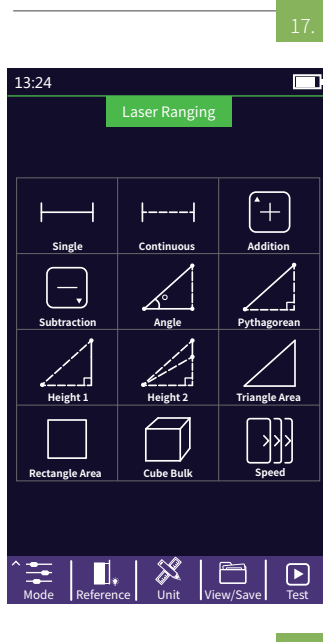 17.
13:24
Laser Ranging
Single Continuous Addition
Subtraction Angle Pythagorean
Height 1 Height 2 Triangle Area
Rectangle Area Cube Bulk Speed
Mode Reference Unit View/Save Test